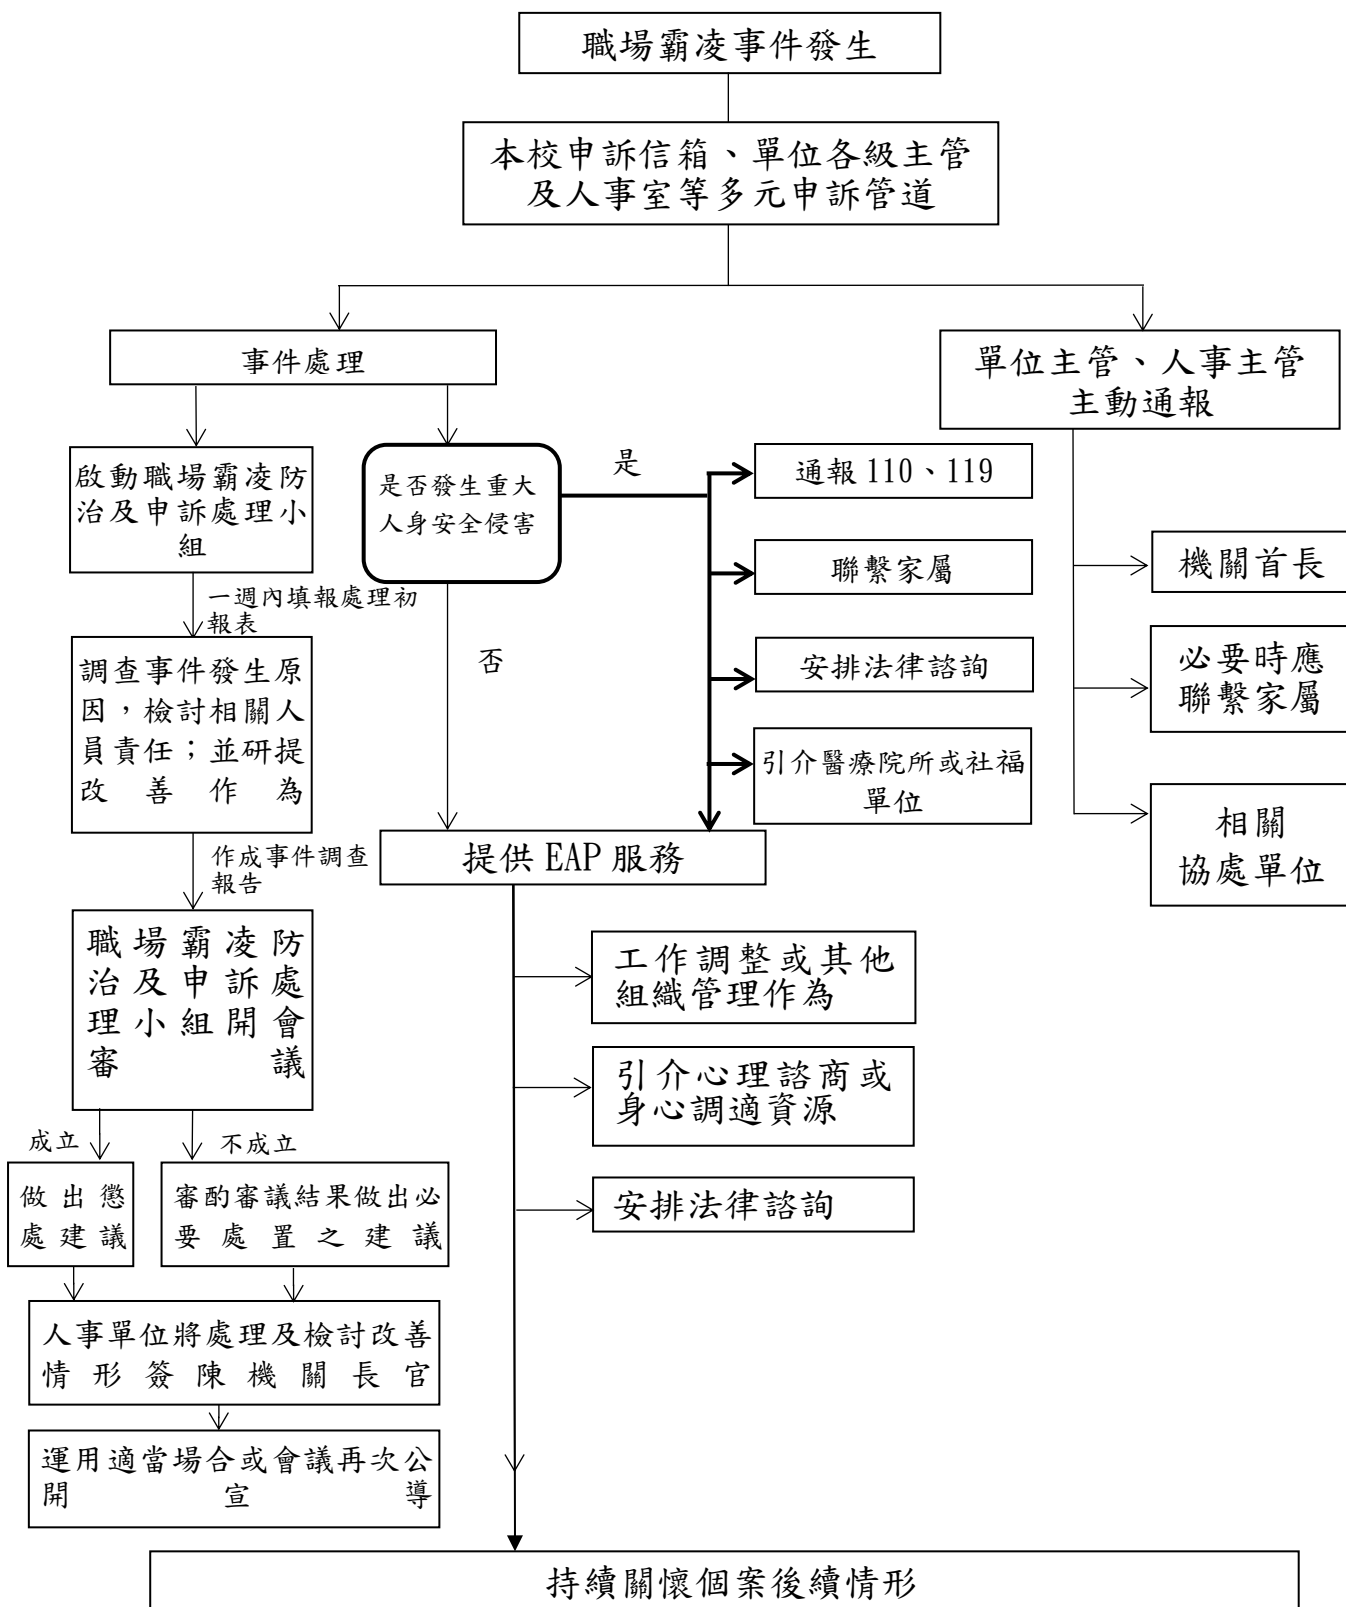 職場霸凌事件發生
本校申訴信箱、單位各級主管
及人事室等多元申訴管道
事件處理
單位主管、人事主管
主動通報
啟動職場霸凌防
治及申訴處理小
組
是否發生重大
人身安全侵害
是
通報 110、119
聯繫家屬
安排法律諮詢
引介醫療院所或社福
單位
機關首長
必要時應
聯繫家屬
相關
協處單位
一週內填報處理初
報表
否
調查事件發生原
因，檢討相關人
員責任；並研提
改善作為
提供 EAP 服務
作成事件調查
報告
職場霸凌防
治及申訴處
理小組開會
審議
工作調整或其他
組織管理作為
引介心理諮商或
身心調適資源
安排法律諮詢
成立
不成立
做出懲
處建議
審酌審議結果做出必
要處置之建議
人事單位將處理及檢討改善
情形簽陳機關長官
運用適當場合或會議再次公
開宣導
持續關懷個案後續情形